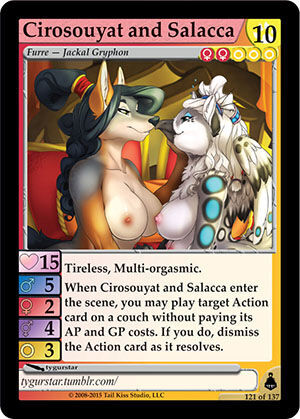 Cirosouyat and Salacca 10
Furre — Jackal Gryphon
15
5
2
4
3
Tireless, Multi-orgasmic.
When Cirosouyat and Salacca enter
the scene, you may play target Action
card on a couch without paying its
AP and GP costs. If you do, dismiss
the Action card as it resolves.
tygurstar
tygurstar.tumblr.com/
© 2008-2015 Tail Kiss Studio, LLC
121 of 137